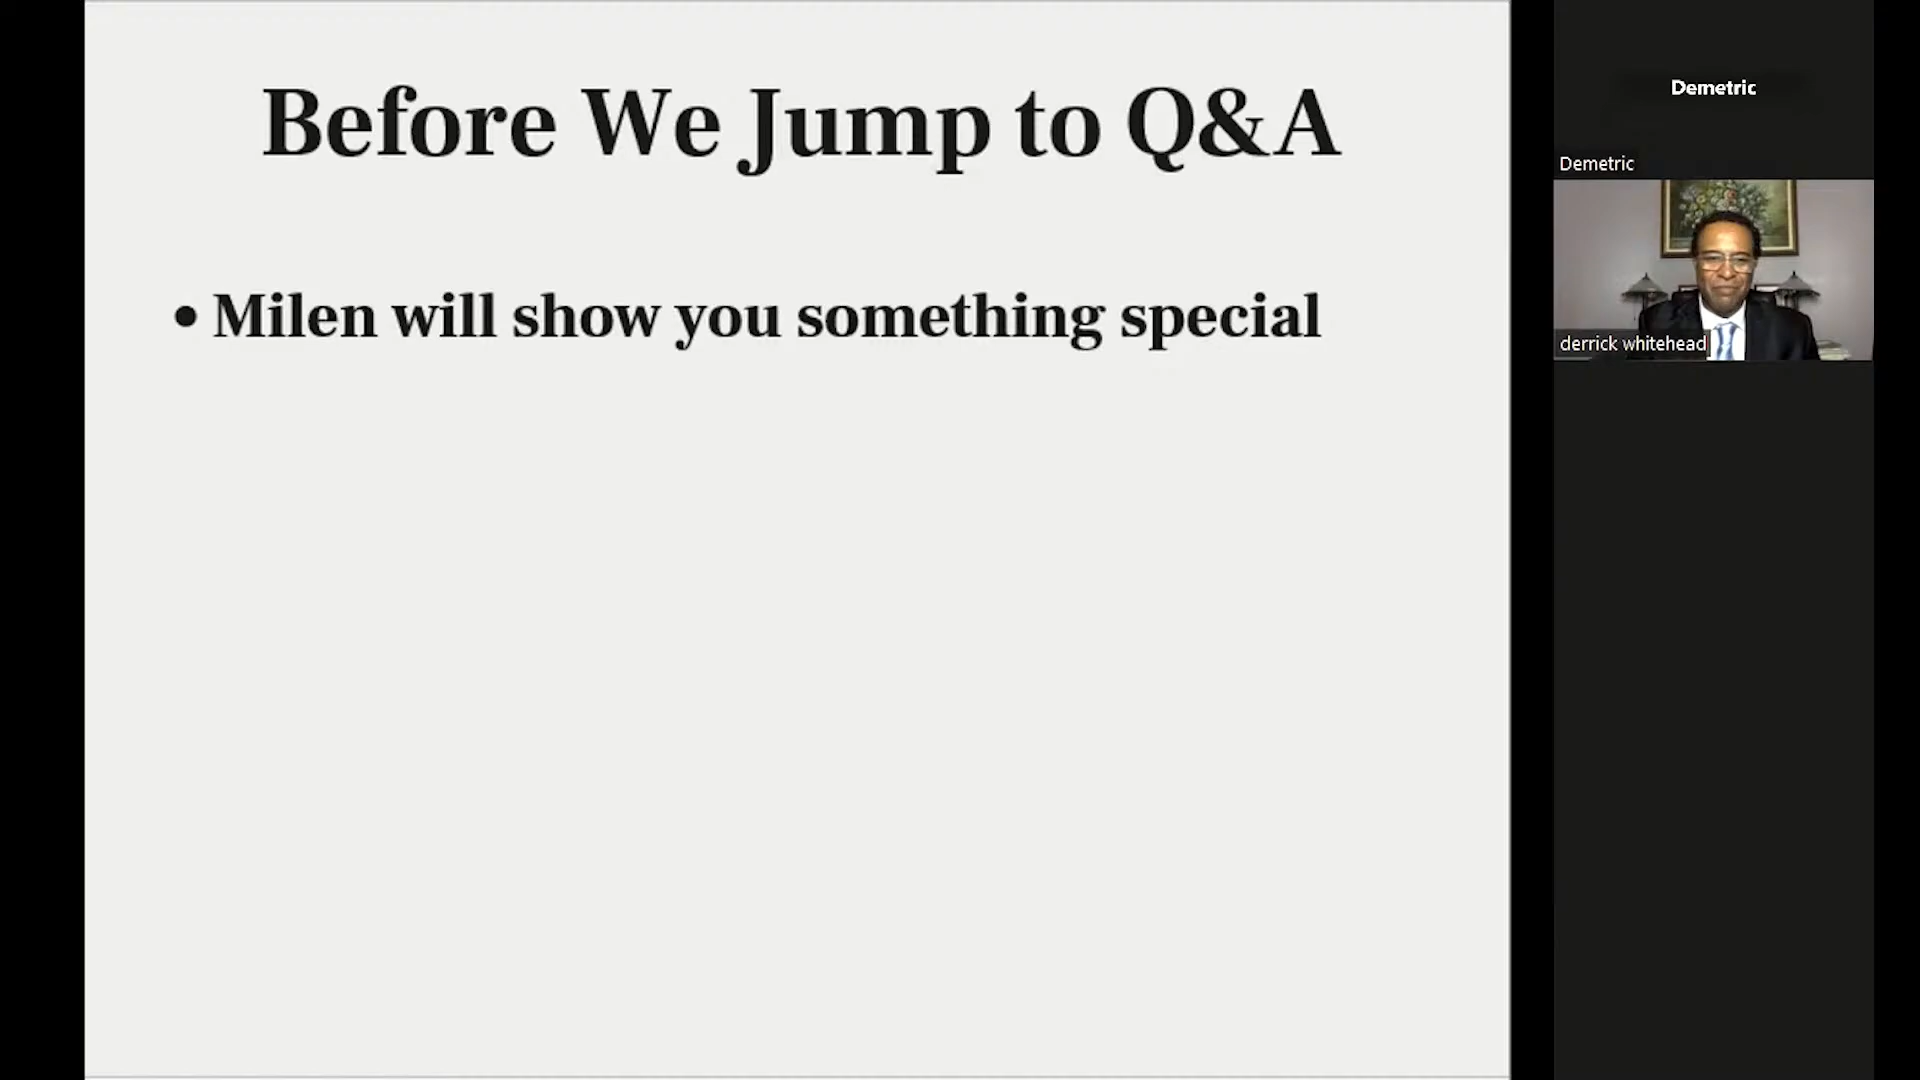 Before We Jump to Q&A
• Milen will show you something special
Demetric
Demetric
derrick whitehead